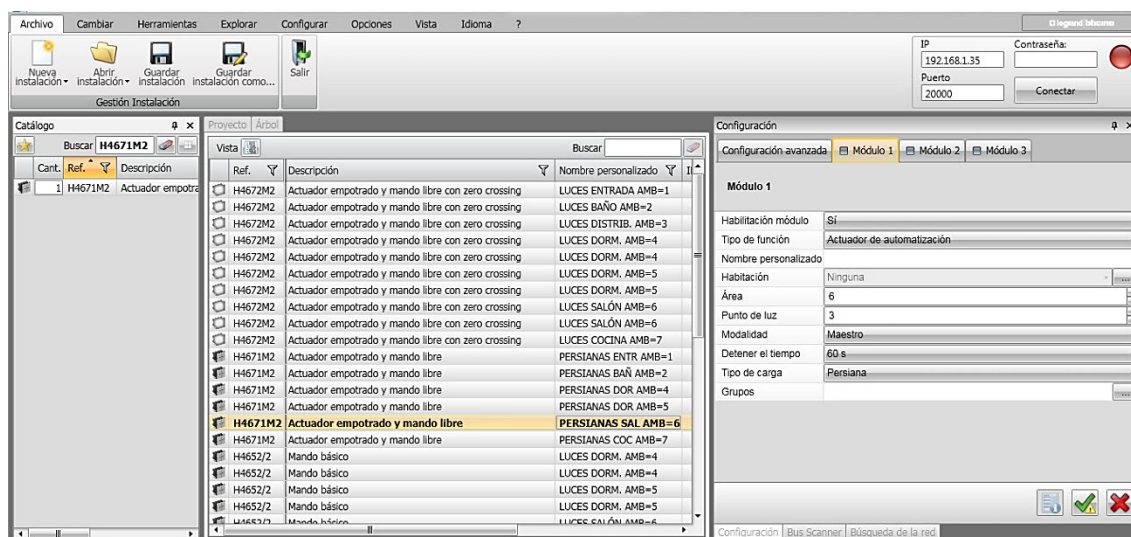 Archivo Cambiar Herramientas Explorar Configurar Opciones Vista Idioma ?
legrand bticino
Nueva instalación
Abrir instalación
Guardar instalación
Guardar instalación como...
Salir
Gestión Instalación
IP
192.168.1.35
Puerto
20000
Contraseña:
Conectar
Catálogo
Buscar H4671M2
Cant. Ref. Descripción
1 H4671M2 Actuador empotra
Proyecto Árbol
Vista Buscar
Ref. Descripción Nombre personalizado
H4672M2 Actuador empotrado y mando libre con zero crossing LUCES ENTRADA AMB=1
H4672M2 Actuador empotrado y mando libre con zero crossing LUCES BAÑO AMB=2
H4672M2 Actuador empotrado y mando libre con zero crossing LUCES DISTRIB. AMB=3
H4672M2 Actuador empotrado y mando libre con zero crossing LUCES DORM. AMB=4
H4672M2 Actuador empotrado y mando libre con zero crossing LUCES DORM. AMB=4
H4672M2 Actuador empotrado y mando libre con zero crossing LUCES DORM. AMB=5
H4672M2 Actuador empotrado y mando libre con zero crossing LUCES DORM. AMB=5
H4672M2 Actuador empotrado y mando libre con zero crossing LUCES SALÓN AMB=6
H4672M2 Actuador empotrado y mando libre con zero crossing LUCES SALÓN AMB=6
H4672M2 Actuador empotrado y mando libre con zero crossing LUCES COCINA AMB=7
H4671M2 Actuador empotrado y mando libre PERSIANAS ENTR AMB=1
H4671M2 Actuador empotrado y mando libre PERSIANAS BAÑ AMB=2
H4671M2 Actuador empotrado y mando libre PERSIANAS DOR AMB=4
H4671M2 Actuador empotrado y mando libre PERSIANAS DOR AMB=5
H4671M2 Actuador empotrado y mando libre PERSIANAS SAL AMB=6
H4671M2 Actuador empotrado y mando libre PERSIANAS COC AMB=7
H4652/2 Mando básico LUCES DORM. AMB=4
H4652/2 Mando básico LUCES DORM. AMB=4
H4652/2 Mando básico LUCES DORM. AMB=5
H4652/2 Mando básico LUCES DORM. AMB=5
H4652/2 Mando básico LUCES SALÓN AMB=6
Configuración
Configuración avanzada Módulo 1 Módulo 2 Módulo 3
Módulo 1
Habilitación módulo Sí
Tipo de función Actuador de automatización
Nombre personalizado
Habitación Ninguna
Área 6
Punto de luz 3
Modalidad Maestro
Detener el tiempo 60 s
Tipo de carga Persiana
Grupos
Configuración Bus Scanner Búsqueda de la red